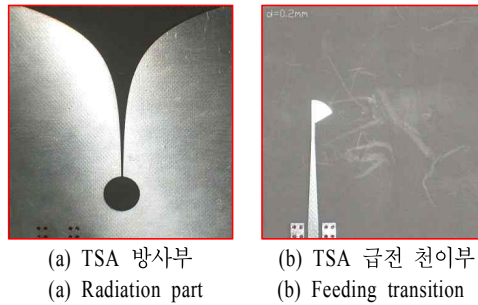 d=0.2mm
(a) TSA 방사부
(a) Radiation part
(b) TSA 급전 천이부
(b) Feeding transition